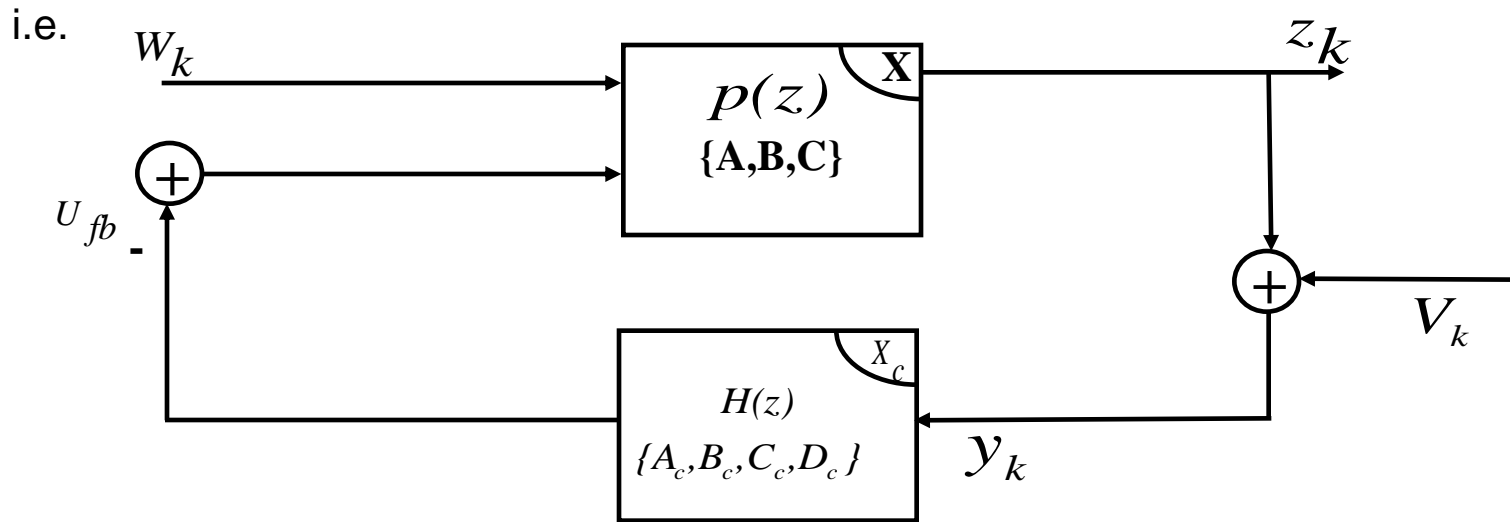 i.e.
W_k
z_k
X
p(z)
{A,B,C}
+
U_fb
-
+
V_k
X_c
H(z)
{A_c,B_c,C_c,D_c}
y_k